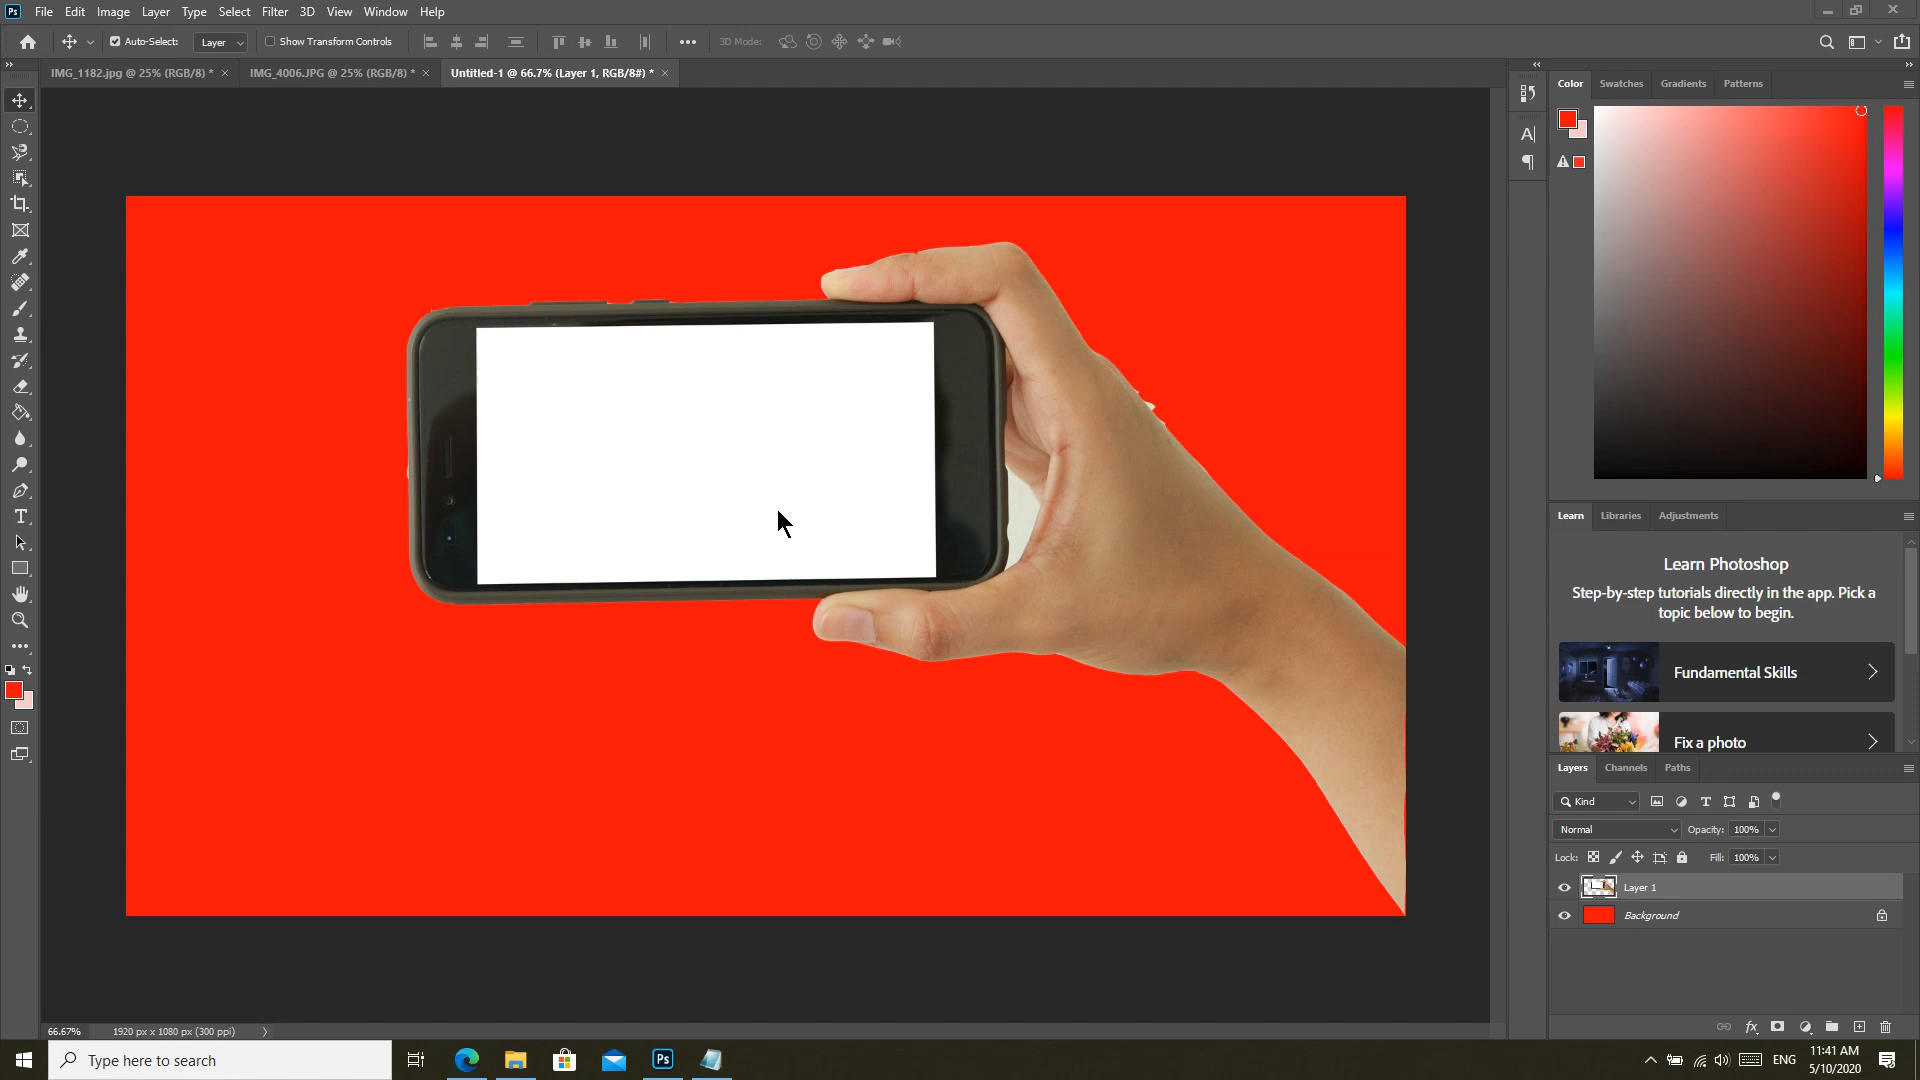 Ps File Edit Image Layer Type Select Filter 3D View Window Help
Auto-Select: Layer Show Transform Controls 3D Mode:
IMG_1182.jpg @ 25% (RGB/8) * × IMG_4006.JPG @ 25% (RGB/8) * × Untitled-1 @ 66.7% (Layer 1, RGB/8#) * ×
Color Swatches Gradients Patterns
Learn Libraries Adjustments
Learn Photoshop
Step-by-step tutorials directly in the app. Pick a
topic below to begin.
Fundamental Skills
Fix a photo
Layers Channels Paths
Kind
Normal Opacity: 100%
Lock: Fill: 100%
Layer 1
Background
66.67% 1920 px x 1080 px (300 ppi)
Type here to search
Ps
ENG
11:41 AM
5/10/2020